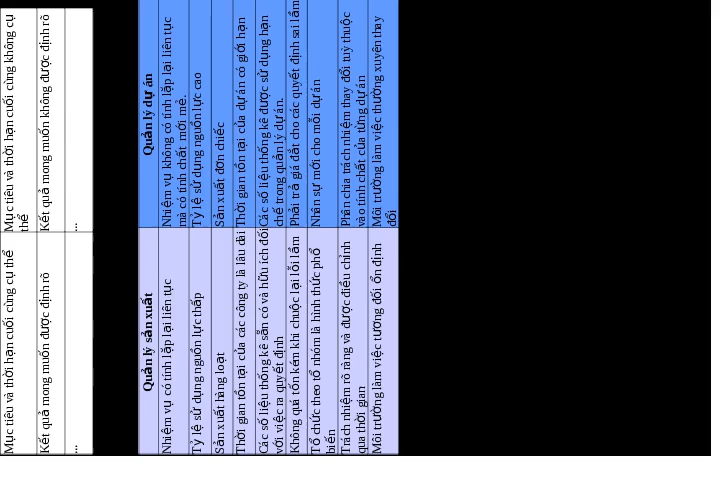 Mục tiêu và thời hạn cuối cùng cụ thể
Mục tiêu và thời hạn cuối cùng không cụ
thể
Kết quả mong muốn được định rõ
Kết quả mong muốn không được định rõ
...
...
Quản lý sản xuất
Quản lý dự án
Nhiệm vụ có tính lặp lại liên tục
Nhiệm vụ không có tính lặp lại liên tục
mà có tính chất mới mẻ.
Tỷ lệ sử dụng nguồn lực thấp
Tỷ lệ sử dụng nguồn lực cao
Sản xuất hàng loạt
Sản xuất đơn chiếc
Thời gian tồn tại của các công ty là lâu dài
Thời gian tồn tại của dự án có giới hạn
Các số liệu thống kê sẵn có và hữu ích đối
với việc ra quyết định
Các số liệu thống kê được sử dụng hạn
chế trong quản lý dự án.
Không quá tốn kém khi chuộc lại lỗi lầm
Phải trả giá đắt cho các quyết định sai lầm
Tổ chức theo tổ nhóm là hình thức phổ
biến
Nhân sự mới cho mỗi dự án
Trách nhiệm rõ ràng và được điều chỉnh
qua thời gian
Phân chia trách nhiệm thay đổi tuỳ thuộc
vào tính chất của từng dự án
Môi trường làm việc tương đối ổn định
Môi trường làm việc thường xuyên thay
đổi